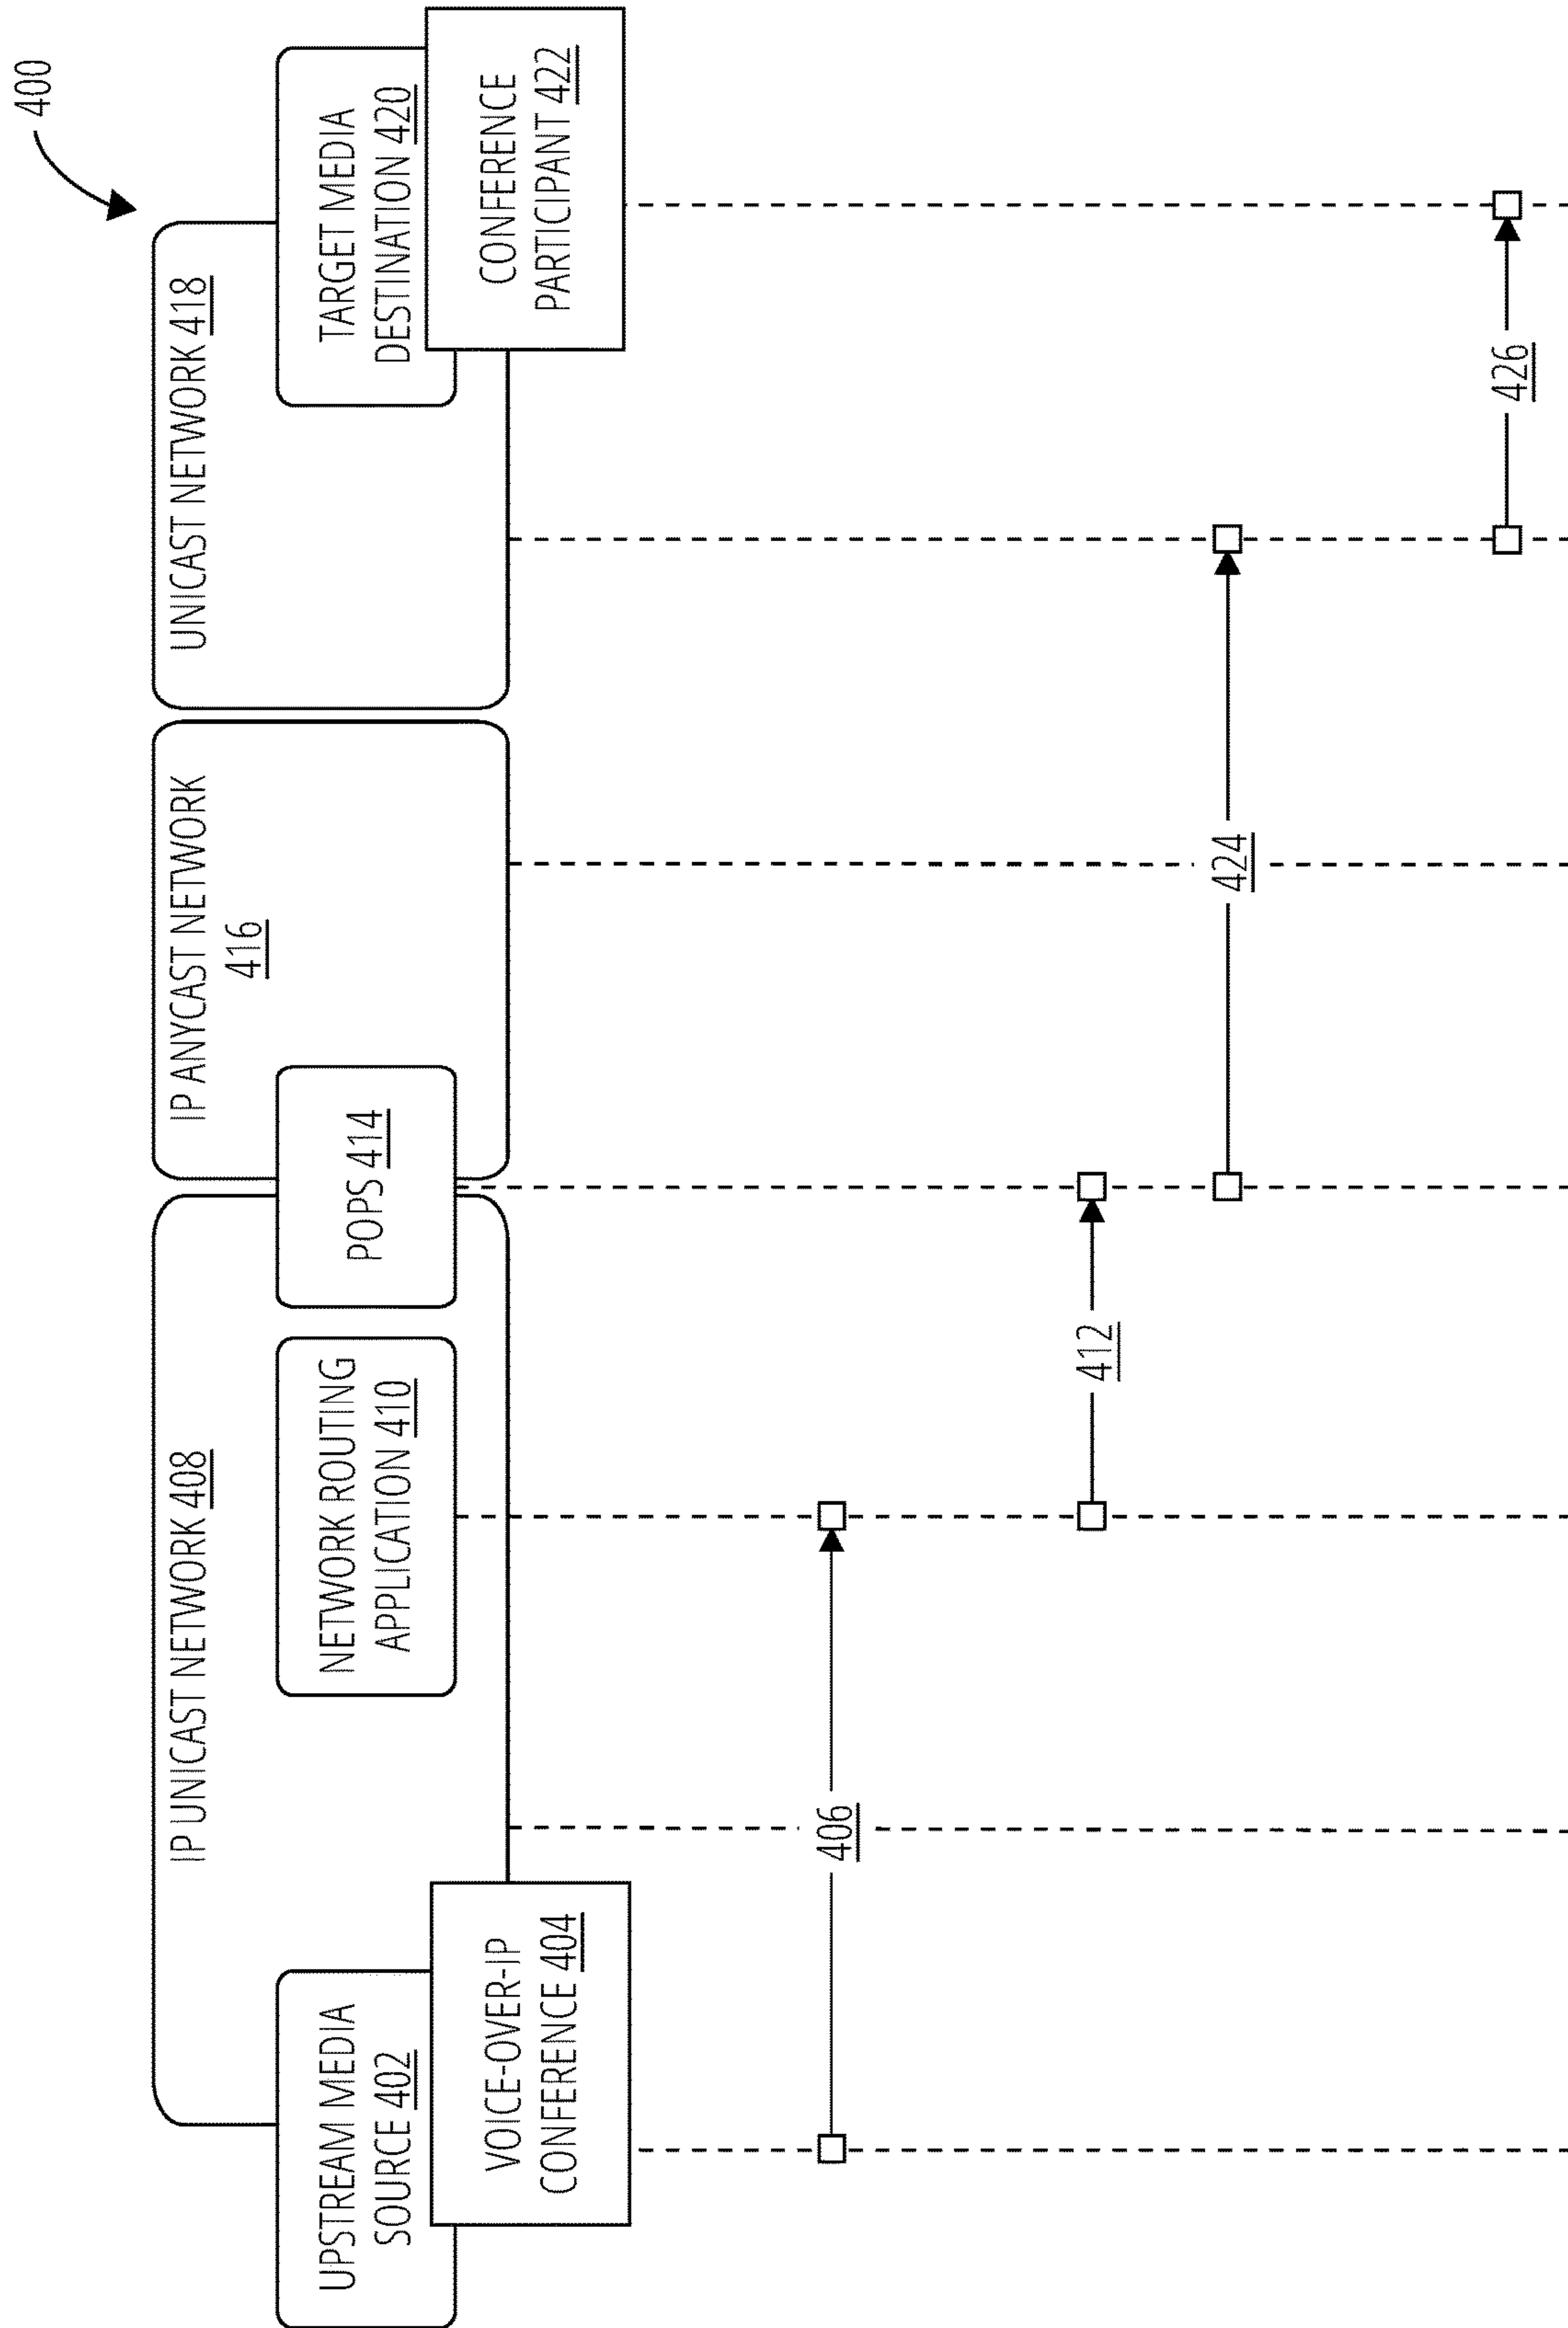 400
UPSTREAM MEDIA
SOURCE 402
VOICE-OVER-IP
CONFERENCE 404
IP UNICAST NETWORK 408
NETWORK ROUTING
APPLICATION 410
POPS 414
IP ANYCAST NETWORK
416
UNICAST NETWORK 418
TARGET MEDIA
DESTINATION 420
CONFERENCE
PARTICIPANT 422
406
412
424
426